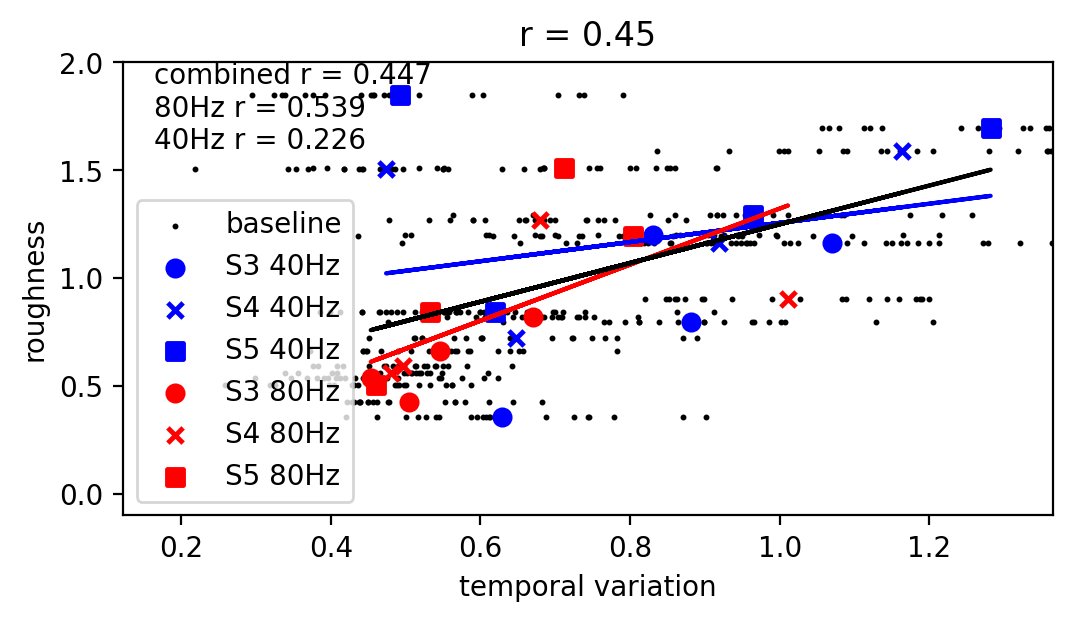 r = 0.45
combined r = 0.447
80Hz r = 0.539
40Hz r = 0.226
2.0
1.5
1.0
0.5
0.0
roughness
baseline
S3 40Hz
S4 40Hz
S5 40Hz
S3 80Hz
S4 80Hz
S5 80Hz
0.2 0.4 0.6 0.8 1.0 1.2
temporal variation